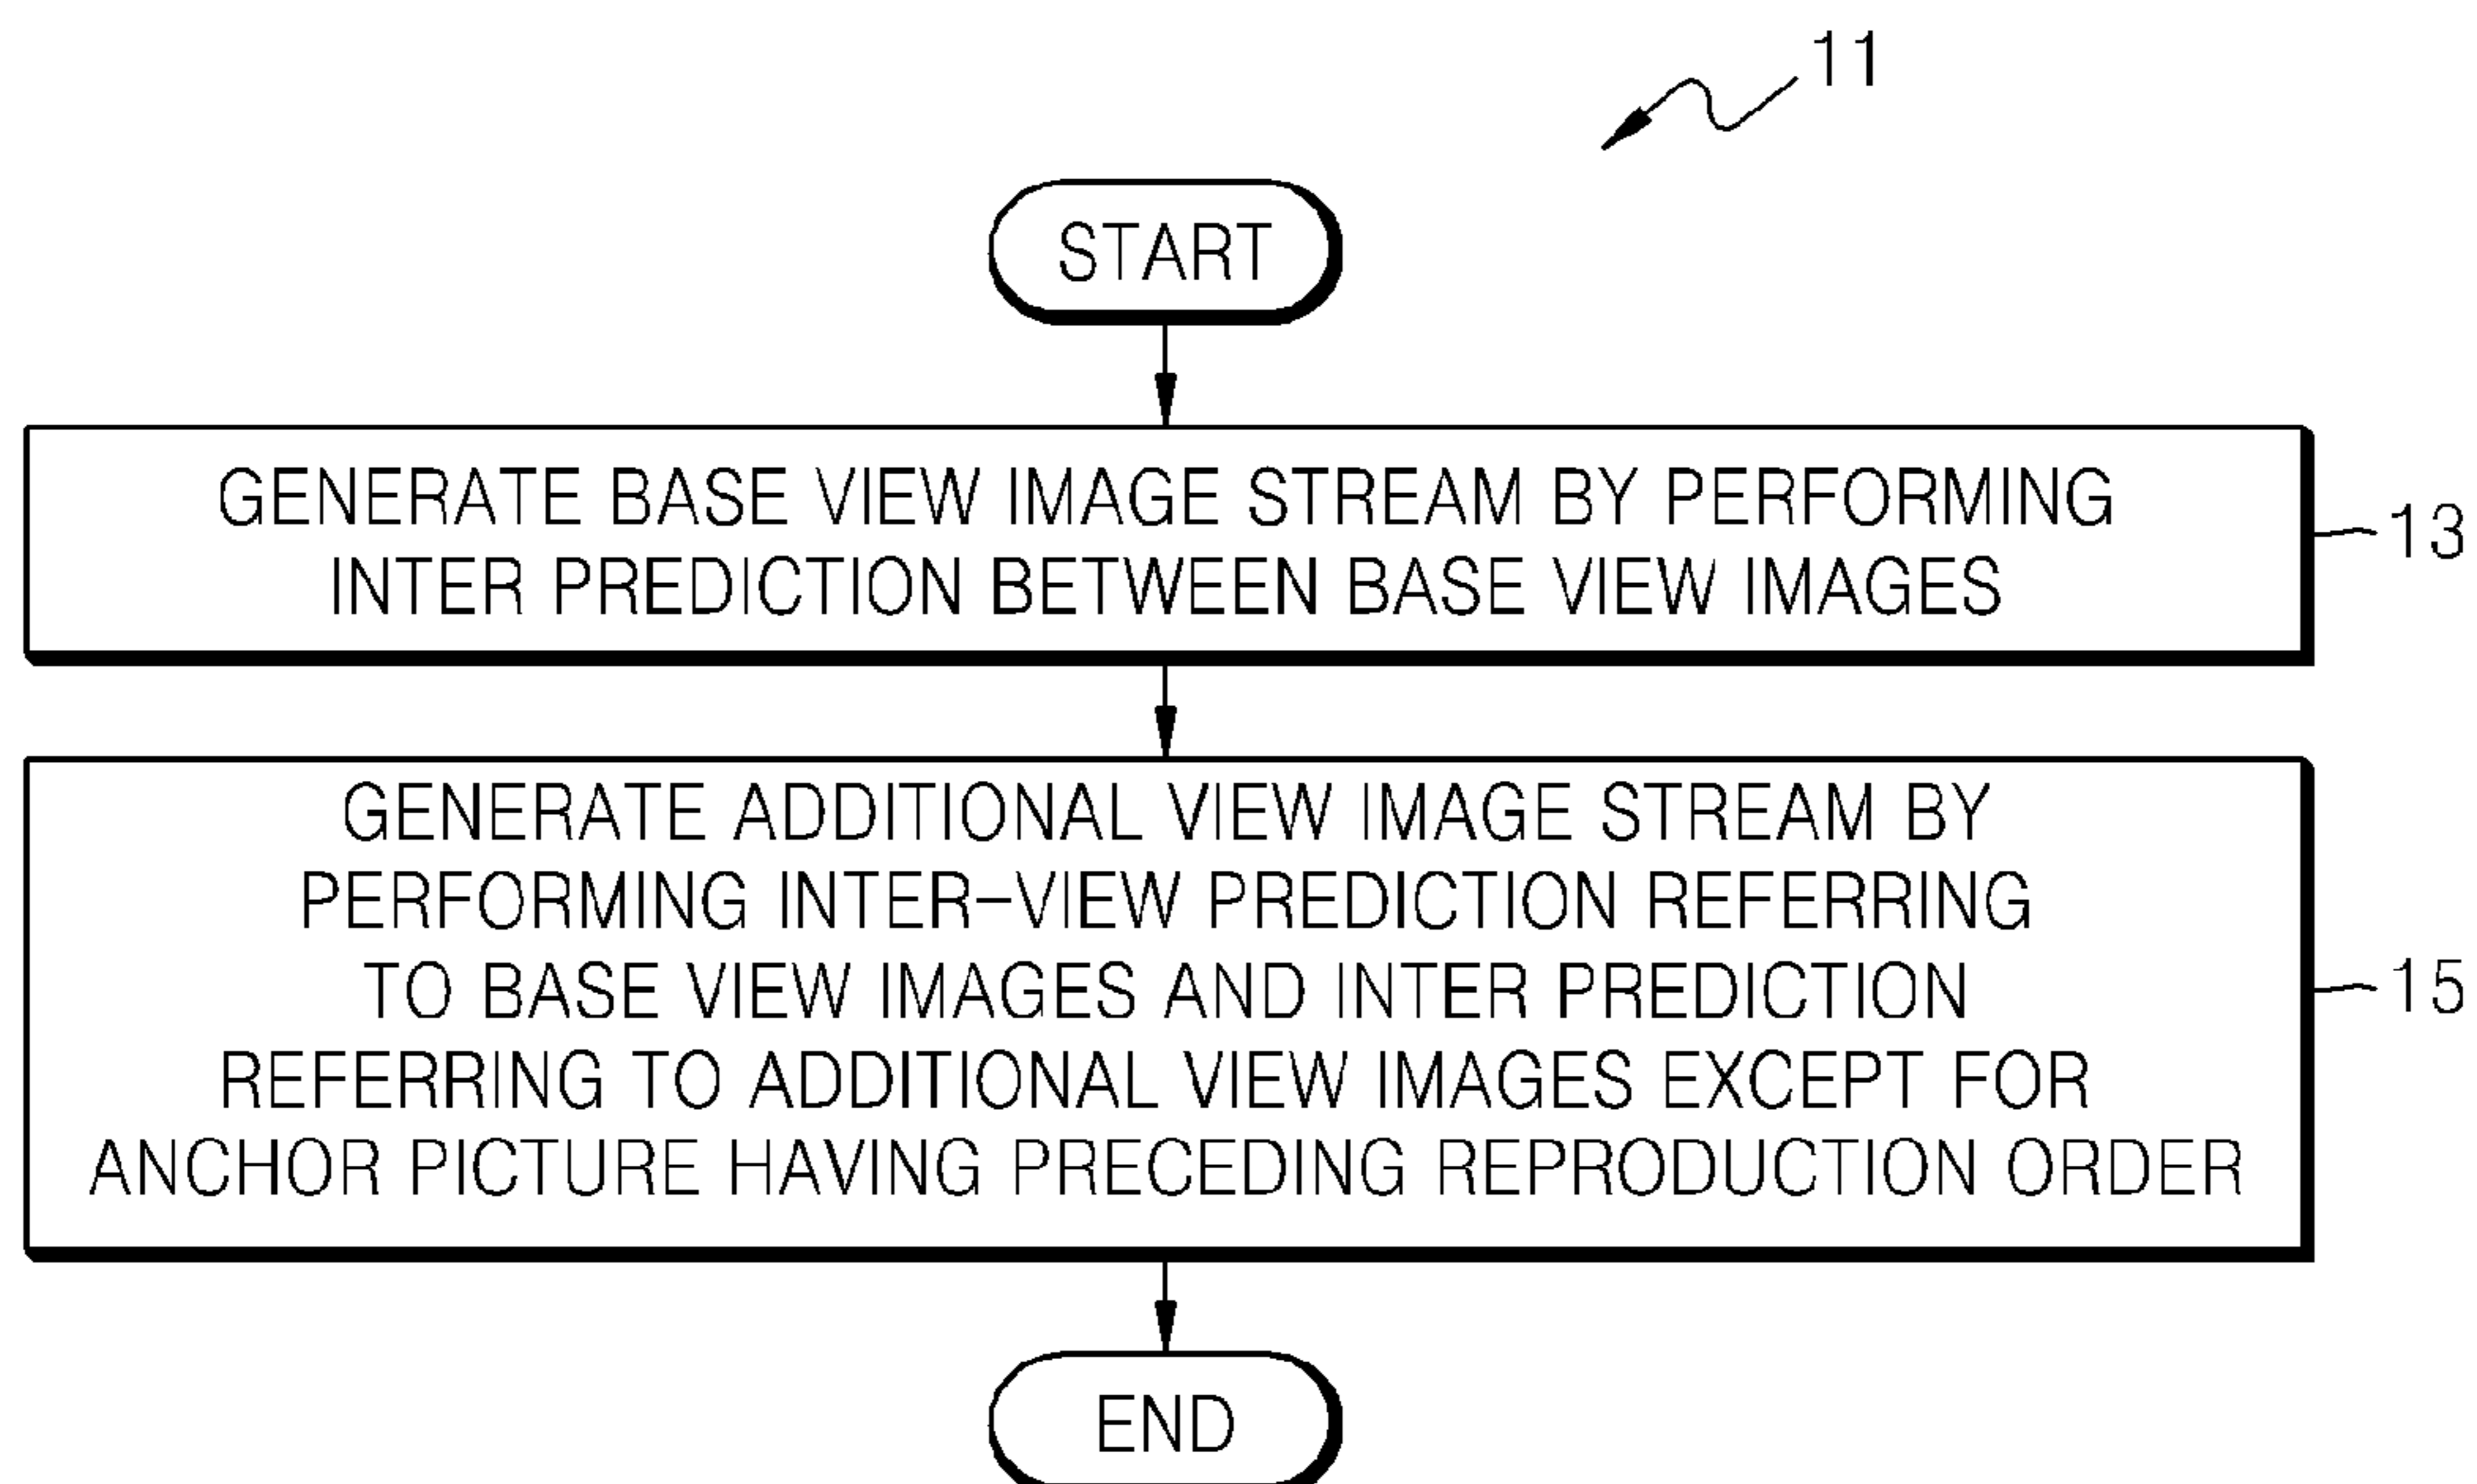 11
START
GENERATE BASE VIEW IMAGE STREAM BY PERFORMING
INTER PREDICTION BETWEEN BASE VIEW IMAGES
13
GENERATE ADDITIONAL VIEW IMAGE STREAM BY
PERFORMING INTER-VIEW PREDICTION REFERRING
TO BASE VIEW IMAGES AND INTER PREDICTION
REFERRING TO ADDITIONAL VIEW IMAGES EXCEPT FOR
ANCHOR PICTURE HAVING PRECEDING REPRODUCTION ORDER
15
END